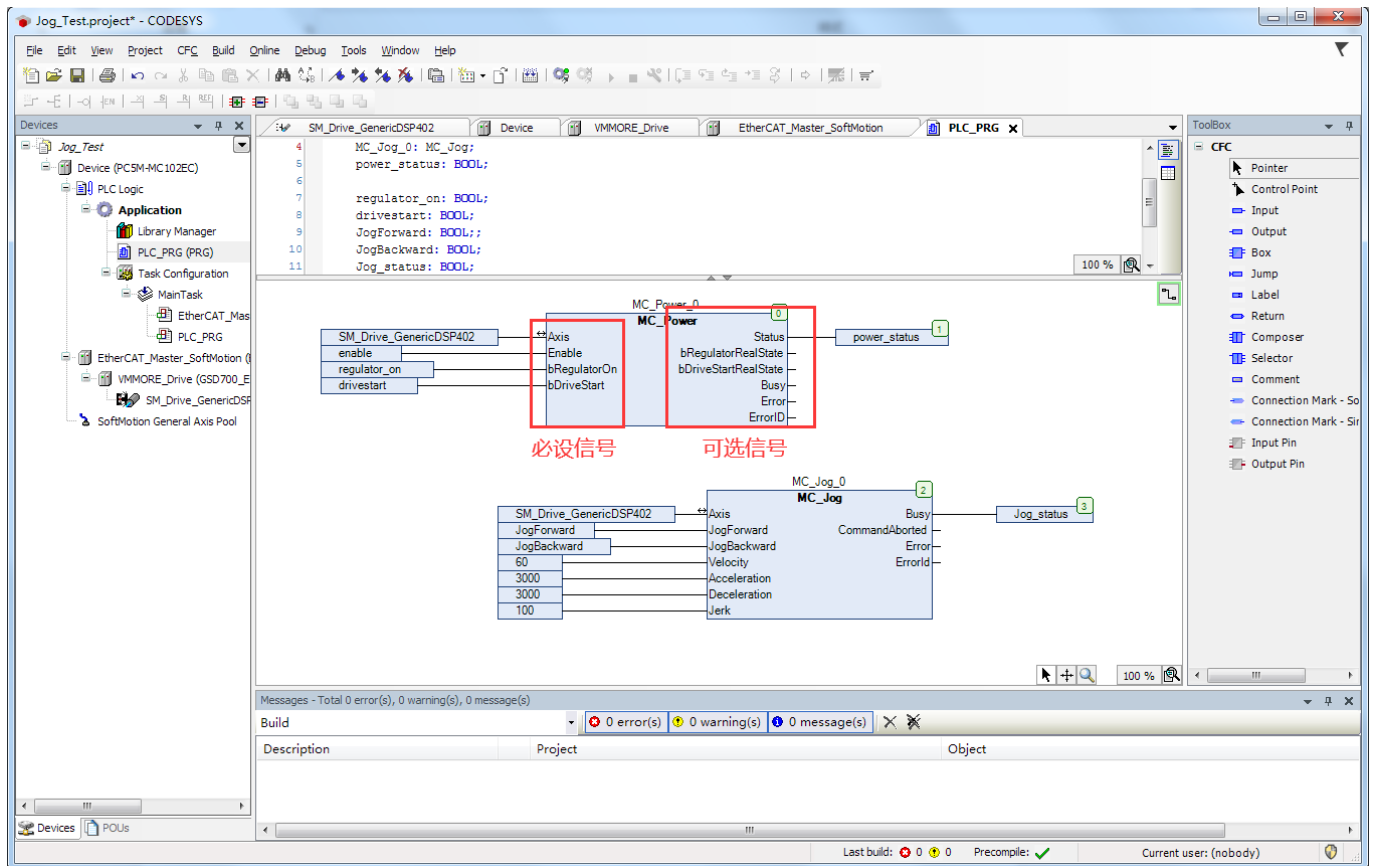 Jog_Test.project* - CODESYS
File Edit View Project CFC Build Online Debug Tools Window Help
Devices
Jog_Test
Device (PC5M-MC102EC)
PLC Logic
Application
Library Manager
PLC_PRG (PRG)
Task Configuration
MainTask
EtherCAT_Mas
PLC_PRG
EtherCAT_Master_SoftMotion (
VMMORE_Drive (GSD700_E
SM_Drive_GenericDSP
SoftMotion General Axis Pool
Devices POUs
SM_Drive_GenericDSP402 Device VMMORE_Drive EtherCAT_Master_SoftMotion PLC_PRG
4 MC_Jog_0: MC_Jog;
5 power_status: BOOL;
6
7 regulator_on: BOOL;
8 drivestart: BOOL;
9 JogForward: BOOL;;
10 JogBackward: BOOL;
11 Jog_status: BOOL;
100 %
MC_Power_0
MC_Power 0
SM_Drive_GenericDSP402 Axis Status power_status 1
enable Enable bRegulatorRealState
regulator_on bRegulatorOn bDriveStartRealState
drivestart bDriveStart Busy
Error
ErrorID
必设信号 可选信号
MC_Jog_0
MC_Jog 2
SM_Drive_GenericDSP402 Axis Busy Jog_status 3
JogForward JogForward CommandAborted
JogBackward JogBackward Error
60 Velocity ErrorId
3000 Acceleration
3000 Deceleration
100 Jerk
100 %
ToolBox
CFC
Pointer
Control Point
Input
Output
Box
Jump
Label
Return
Composer
Selector
Comment
Connection Mark - So
Connection Mark - Sin
Input Pin
Output Pin
Messages - Total 0 error(s), 0 warning(s), 0 message(s)
Build 0 error(s) 0 warning(s) 0 message(s)
Description Project Object
Last build: 0 0 Precompile: Current user: (nobody)